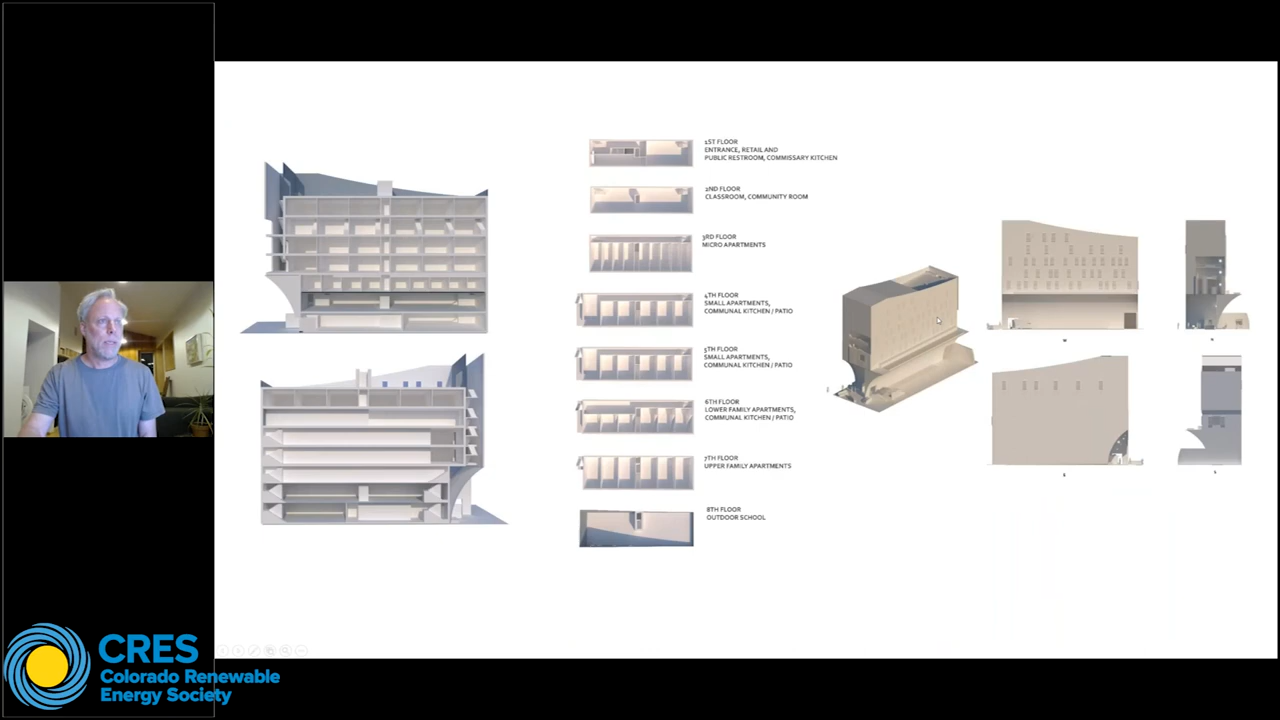 1ST FLOOR
ENTRANCE, RETAIL AND
PUBLIC RESTROOM, COMMISSARY KITCHEN
2ND FLOOR
CLASSROOM, COMMUNITY ROOM
3RD FLOOR
MICRO APARTMENTS
4TH FLOOR
SMALL APARTMENTS,
COMMUNAL KITCHEN / PATIO
5TH FLOOR
SMALL APARTMENTS,
COMMUNAL KITCHEN / PATIO
6TH FLOOR
LOWER FAMILY APARTMENTS,
COMMUNAL KITCHEN / PATIO
7TH FLOOR
UPPER FAMILY APARTMENTS
8TH FLOOR
OUTDOOR SCHOOL
CRES
Colorado Renewable
Energy Society